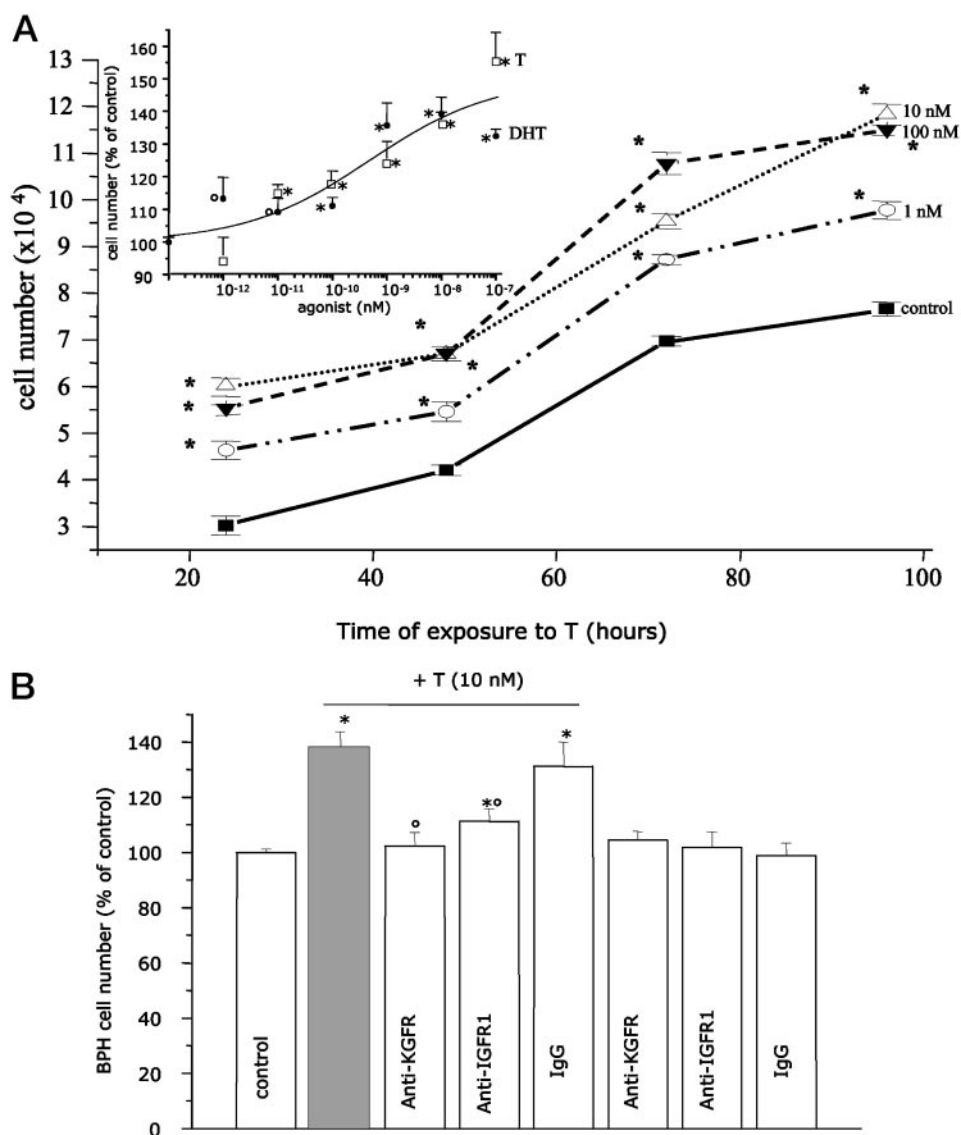 A
cell number (x10⁴)
13
12
11
10
9
8
7
6
5
4
3
20
40
60
80
100
Time of exposure to T (hours)
cell number (% of control)
160
150
140
130
120
110
100
90
10⁻¹²
10⁻¹¹
10⁻¹⁰
10⁻⁹
10⁻⁸
10⁻⁷
agonist (nM)
* T
* DHT
10 nM
100 nM
1 nM
control
B
+ T (10 nM)
BPH cell number (% of control)
140
120
100
80
60
40
20
0
control
Anti-KGFR
Anti-IGFR1
IgG
Anti-KGFR
Anti-IGFR1
IgG